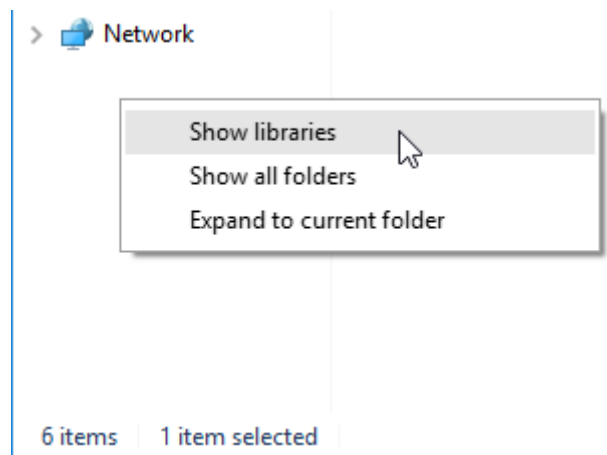 Network
Show libraries
Show all folders
Expand to current folder
6 items 1 item selected